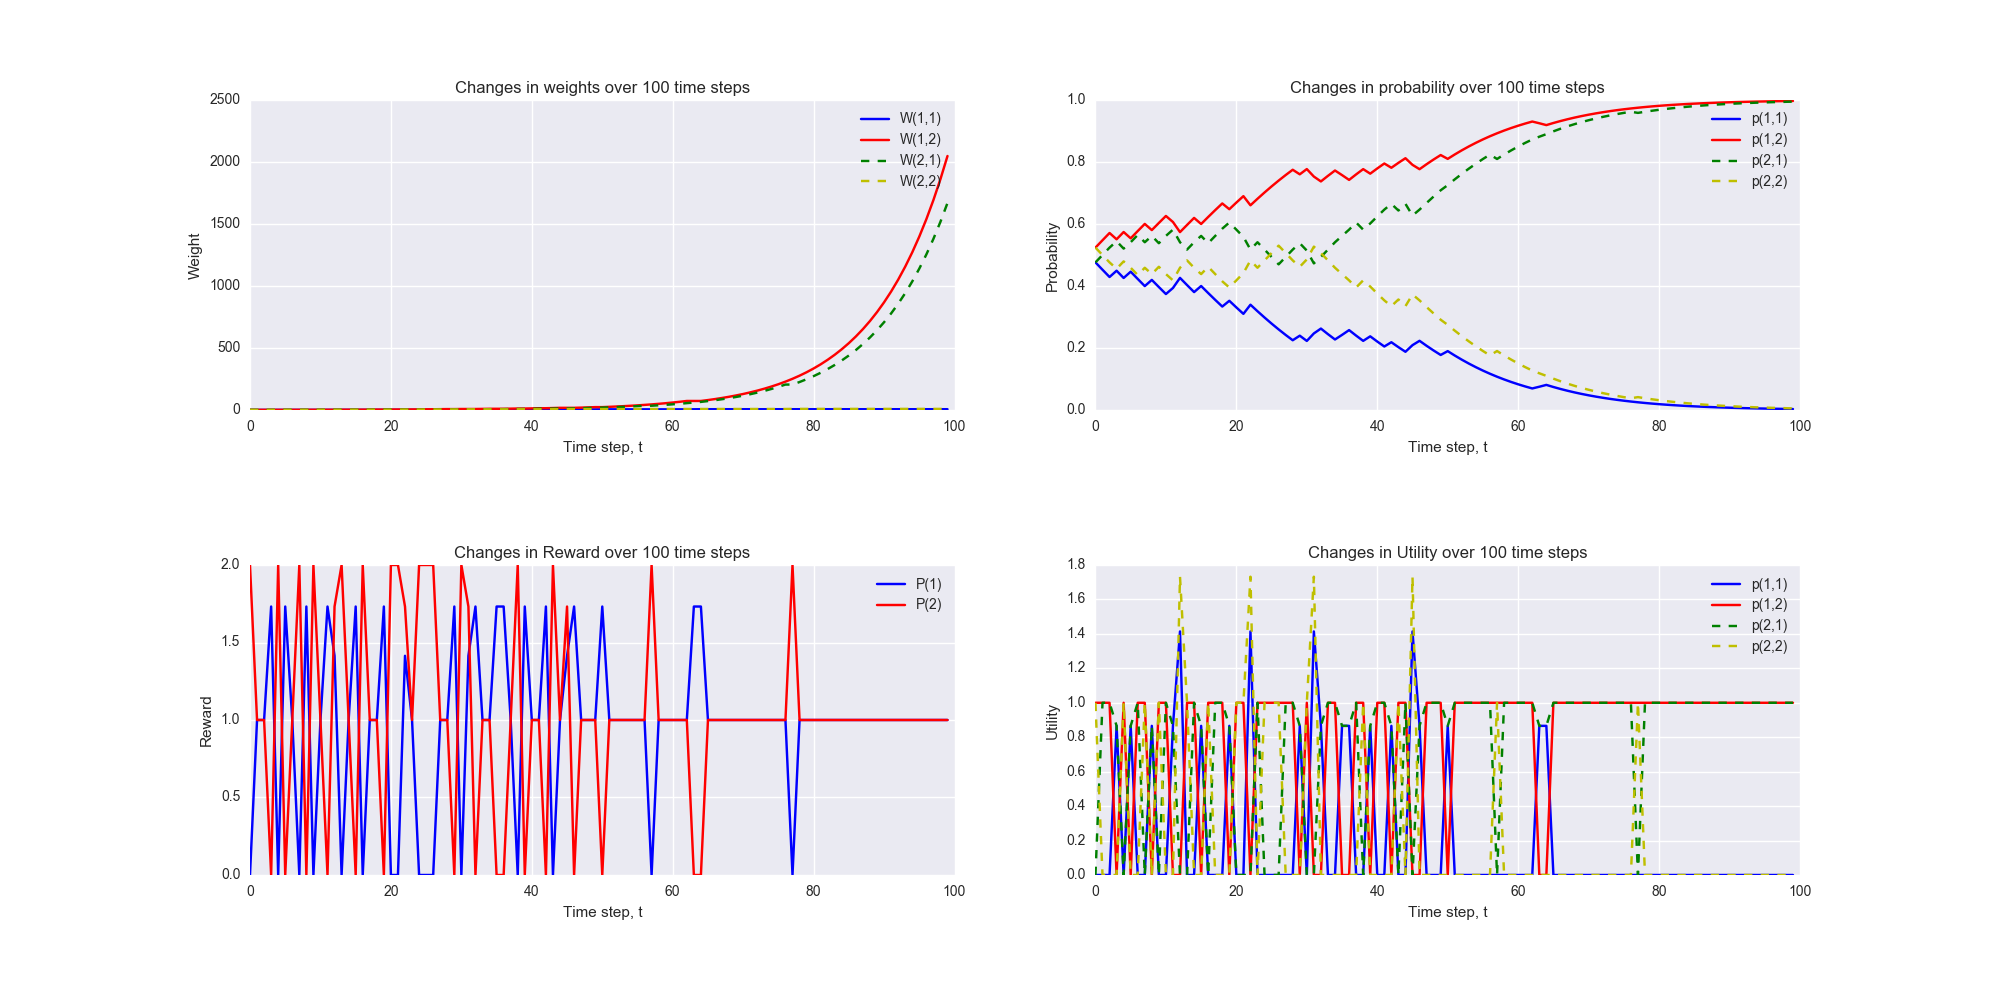 Changes in weights over 100 time steps
2500
2000
1500
1000
500
0
Weight
0 20 40 60 80 100
Time step, t
W(1,1)
W(1,2)
W(2,1)
W(2,2)
Changes in probability over 100 time steps
1.0
0.8
0.6
0.4
0.2
0.0
Probability
0 20 40 60 80 100
Time step, t
p(1,1)
p(1,2)
p(2,1)
p(2,2)
Changes in Reward over 100 time steps
2.0
1.5
1.0
0.5
0.0
Reward
0 20 40 60 80 100
Time step, t
P(1)
P(2)
Changes in Utility over 100 time steps
1.8
1.6
1.4
1.2
1.0
0.8
0.6
0.4
0.2
0.0
Utility
0 20 40 60 80 100
Time step, t
p(1,1)
p(1,2)
p(2,1)
p(2,2)